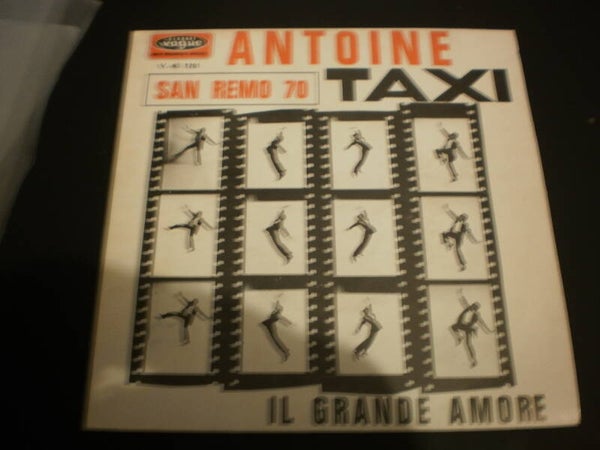 Vogue
ANTOINE
SAN REMO 70
TAXI
IL GRANDE AMORE